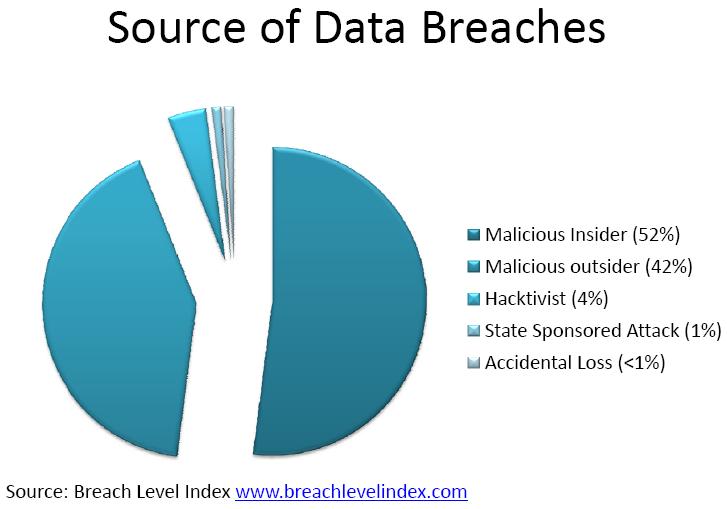 Source of Data Breaches
Malicious Insider (52%)
Malicious outsider (42%)
Hacktivist (4%)
State Sponsored Attack (1%)
Accidental Loss (<1%)
Source: Breach Level Index www.breachlevelindex.com